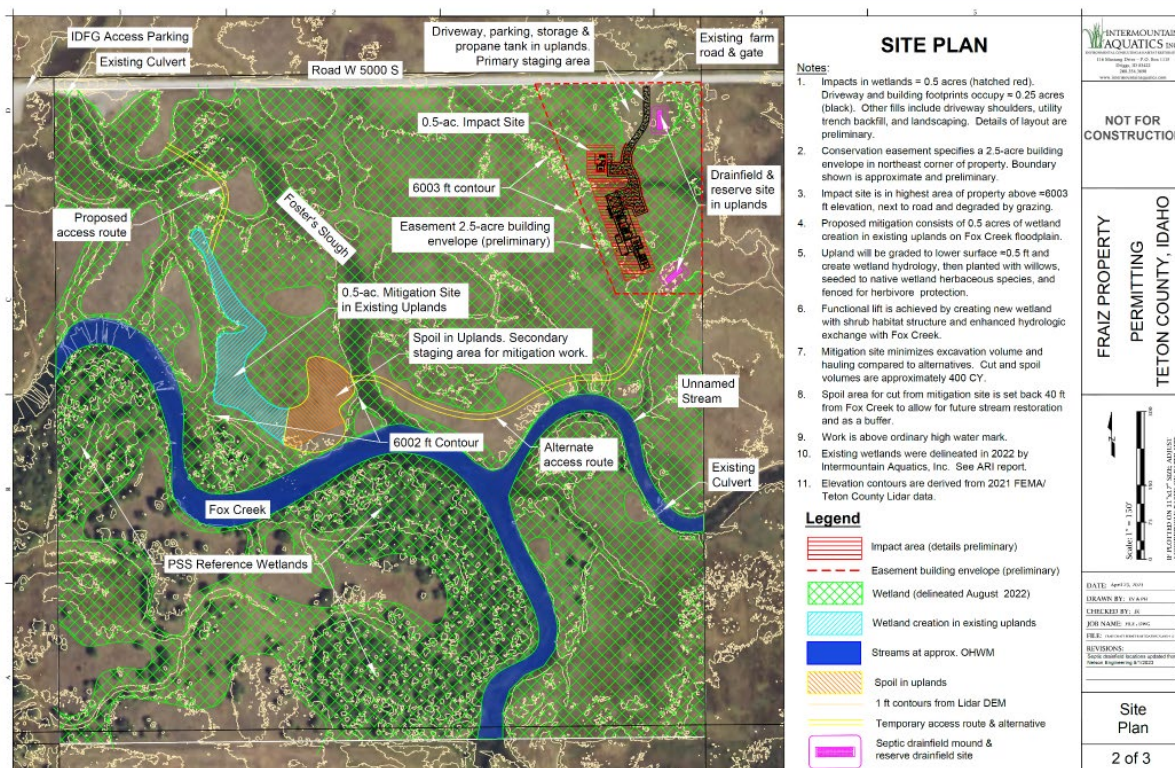 IDFG Access Parking
Existing Culvert
Road W 5000 S
Driveway, parking, storage &
propane tank in uplands.
Primary staging area
Existing farm
road & gate
0.5-ac. Impact Site
6003 ft contour
Easement 2.5-acre building
envelope (preliminary)
Drainfield &
reserve site
in uplands
Proposed
access route
Foster's Slough
0.5-ac. Mitigation Site
in Existing Uplands
Spoil in Uplands. Secondary
staging area for mitigation work.
Unnamed
Stream
6002 ft Contour
Alternate
access route
Existing
Culvert
Fox Creek
PSS Reference Wetlands
SITE PLAN
Notes:
1. Impacts in wetlands = 0.5 acres (hatched red).
Driveway and building footprints occupy ≈ 0.25 acres
(black). Other fills include driveway shoulders, utility
trench backfill, and landscaping. Details of layout are
preliminary.
2. Conservation easement specifies a 2.5-acre building
envelope in northeast corner of property. Boundary
shown is approximate and preliminary.
3. Impact site is in highest area of property above ≈6003
ft elevation, next to road and degraded by grazing.
4. Proposed mitigation consists of 0.5 acres of wetland
creation in existing uplands on Fox Creek floodplain.
5. Upland will be graded to lower surface ≈0.5 ft and
create wetland hydrology, then planted with willows,
seeded to native wetland herbaceous species, and
fenced for herbivore protection.
6. Functional lift is achieved by creating new wetland
with shrub habitat structure and enhanced hydrologic
exchange with Fox Creek.
7. Mitigation site minimizes excavation volume and
hauling compared to alternatives. Cut and spoil
volumes are approximately 400 CY.
8. Spoil area for cut from mitigation site is set back 40 ft
from Fox Creek to allow for future stream restoration
and as a buffer.
9. Work is above ordinary high water mark.
10. Existing wetlands were delineated in 2022 by
Intermountain Aquatics, Inc. See ARI report.
11. Elevation contours are derived from 2021 FEMA/
Teton County Lidar data.
Legend
Impact area (details preliminary)
Easement building envelope (preliminary)
Wetland (delineated August 2022)
Wetland creation in existing uplands
Streams at approx. OHWM
Spoil in uplands
1 ft contours from Lidar DEM
Temporary access route & alternative
Septic drainfield mound &
reserve drainfield site
INTERMOUNTAIN
AQUATICS
NOT FOR
CONSTRUCTION
FRAIZ PROPERTY
PERMITTING
TETON COUNTY, IDAHO
Scale: 1" = 150'
DATE:
DRAWN BY:
CHECKED BY:
JOB NAME:
FILE:
REVISIONS:
Site
Plan
2 of 3